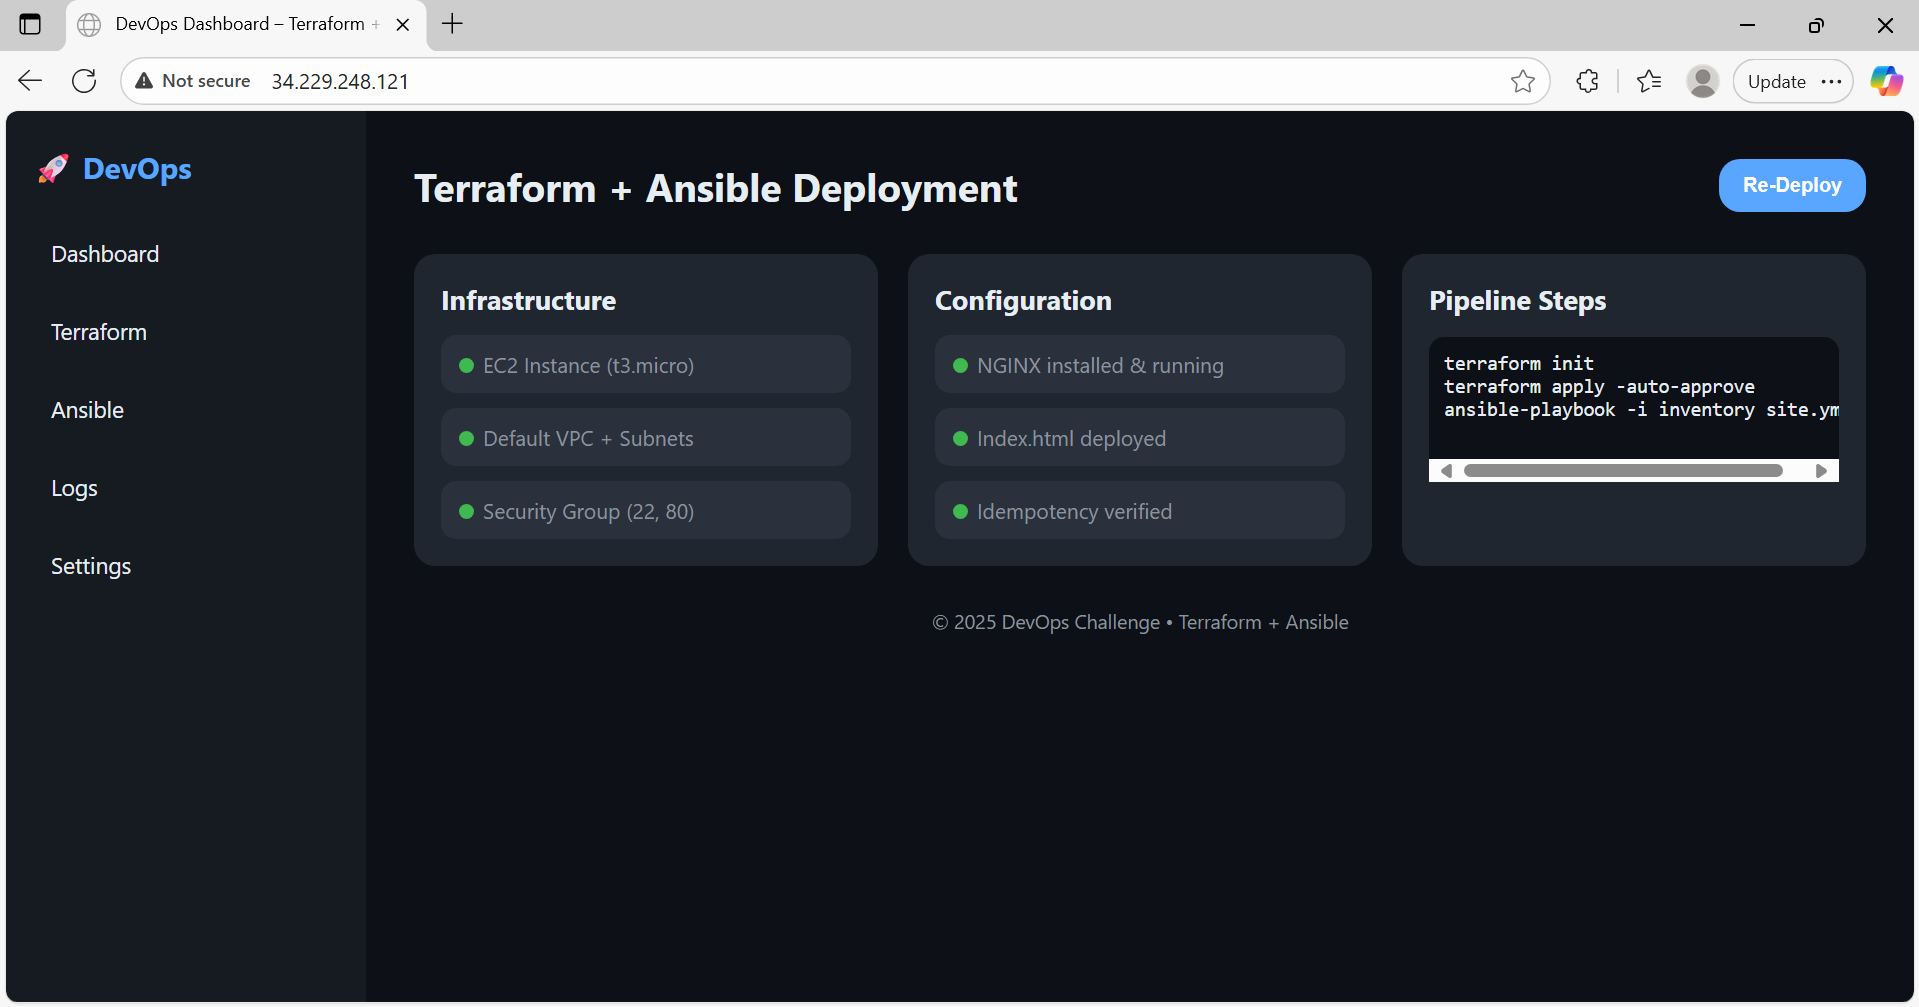 DevOps Dashboard – Terraform +
Not secure 34.229.248.121
Update
🚀 DevOps
Dashboard
Terraform
Ansible
Logs
Settings
Terraform + Ansible Deployment
Re-Deploy
Infrastructure
EC2 Instance (t3.micro)
Default VPC + Subnets
Security Group (22, 80)
Configuration
NGINX installed & running
Index.html deployed
Idempotency verified
Pipeline Steps
terraform init
terraform apply -auto-approve
ansible-playbook -i inventory site.ym
© 2025 DevOps Challenge • Terraform + Ansible